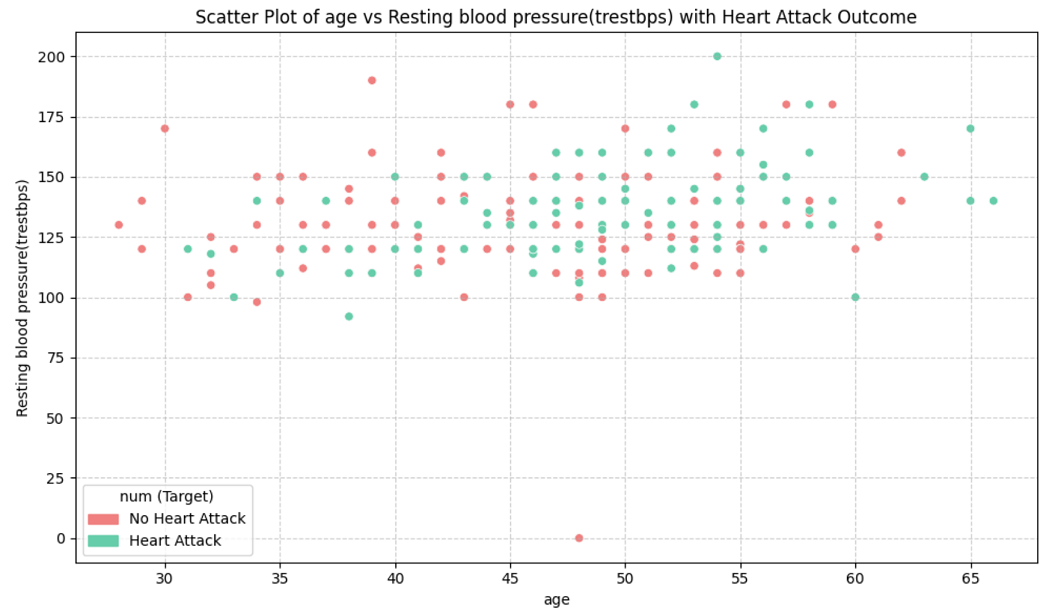 Scatter Plot of age vs Resting blood pressure(trestbps) with Heart Attack Outcome
Resting blood pressure(trestbps)
200
175
150
125
100
75
50
25
0
num (Target)
No Heart Attack
Heart Attack
30 35 40 45 50 55 60 65
age